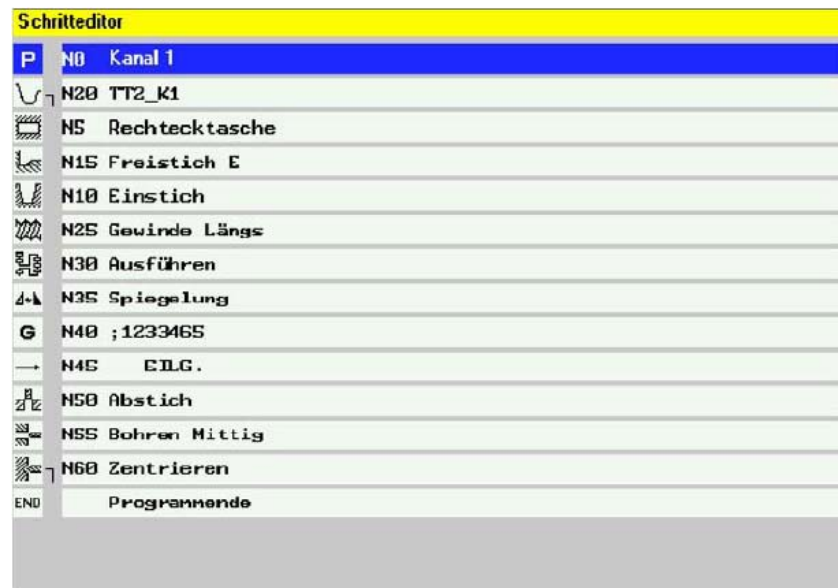 Schritteditor
P N0 Kanal 1
N20 TT2_K1
N5 Rechtecktasche
N15 Freistich E
N10 Einstich
N25 Gewinde Längs
N30 Ausführen
N35 Spiegelung
G N40 ;1233465
N45 EILG.
N50 Abstich
N55 Bohren Mittig
N60 Zentrieren
END Programmende